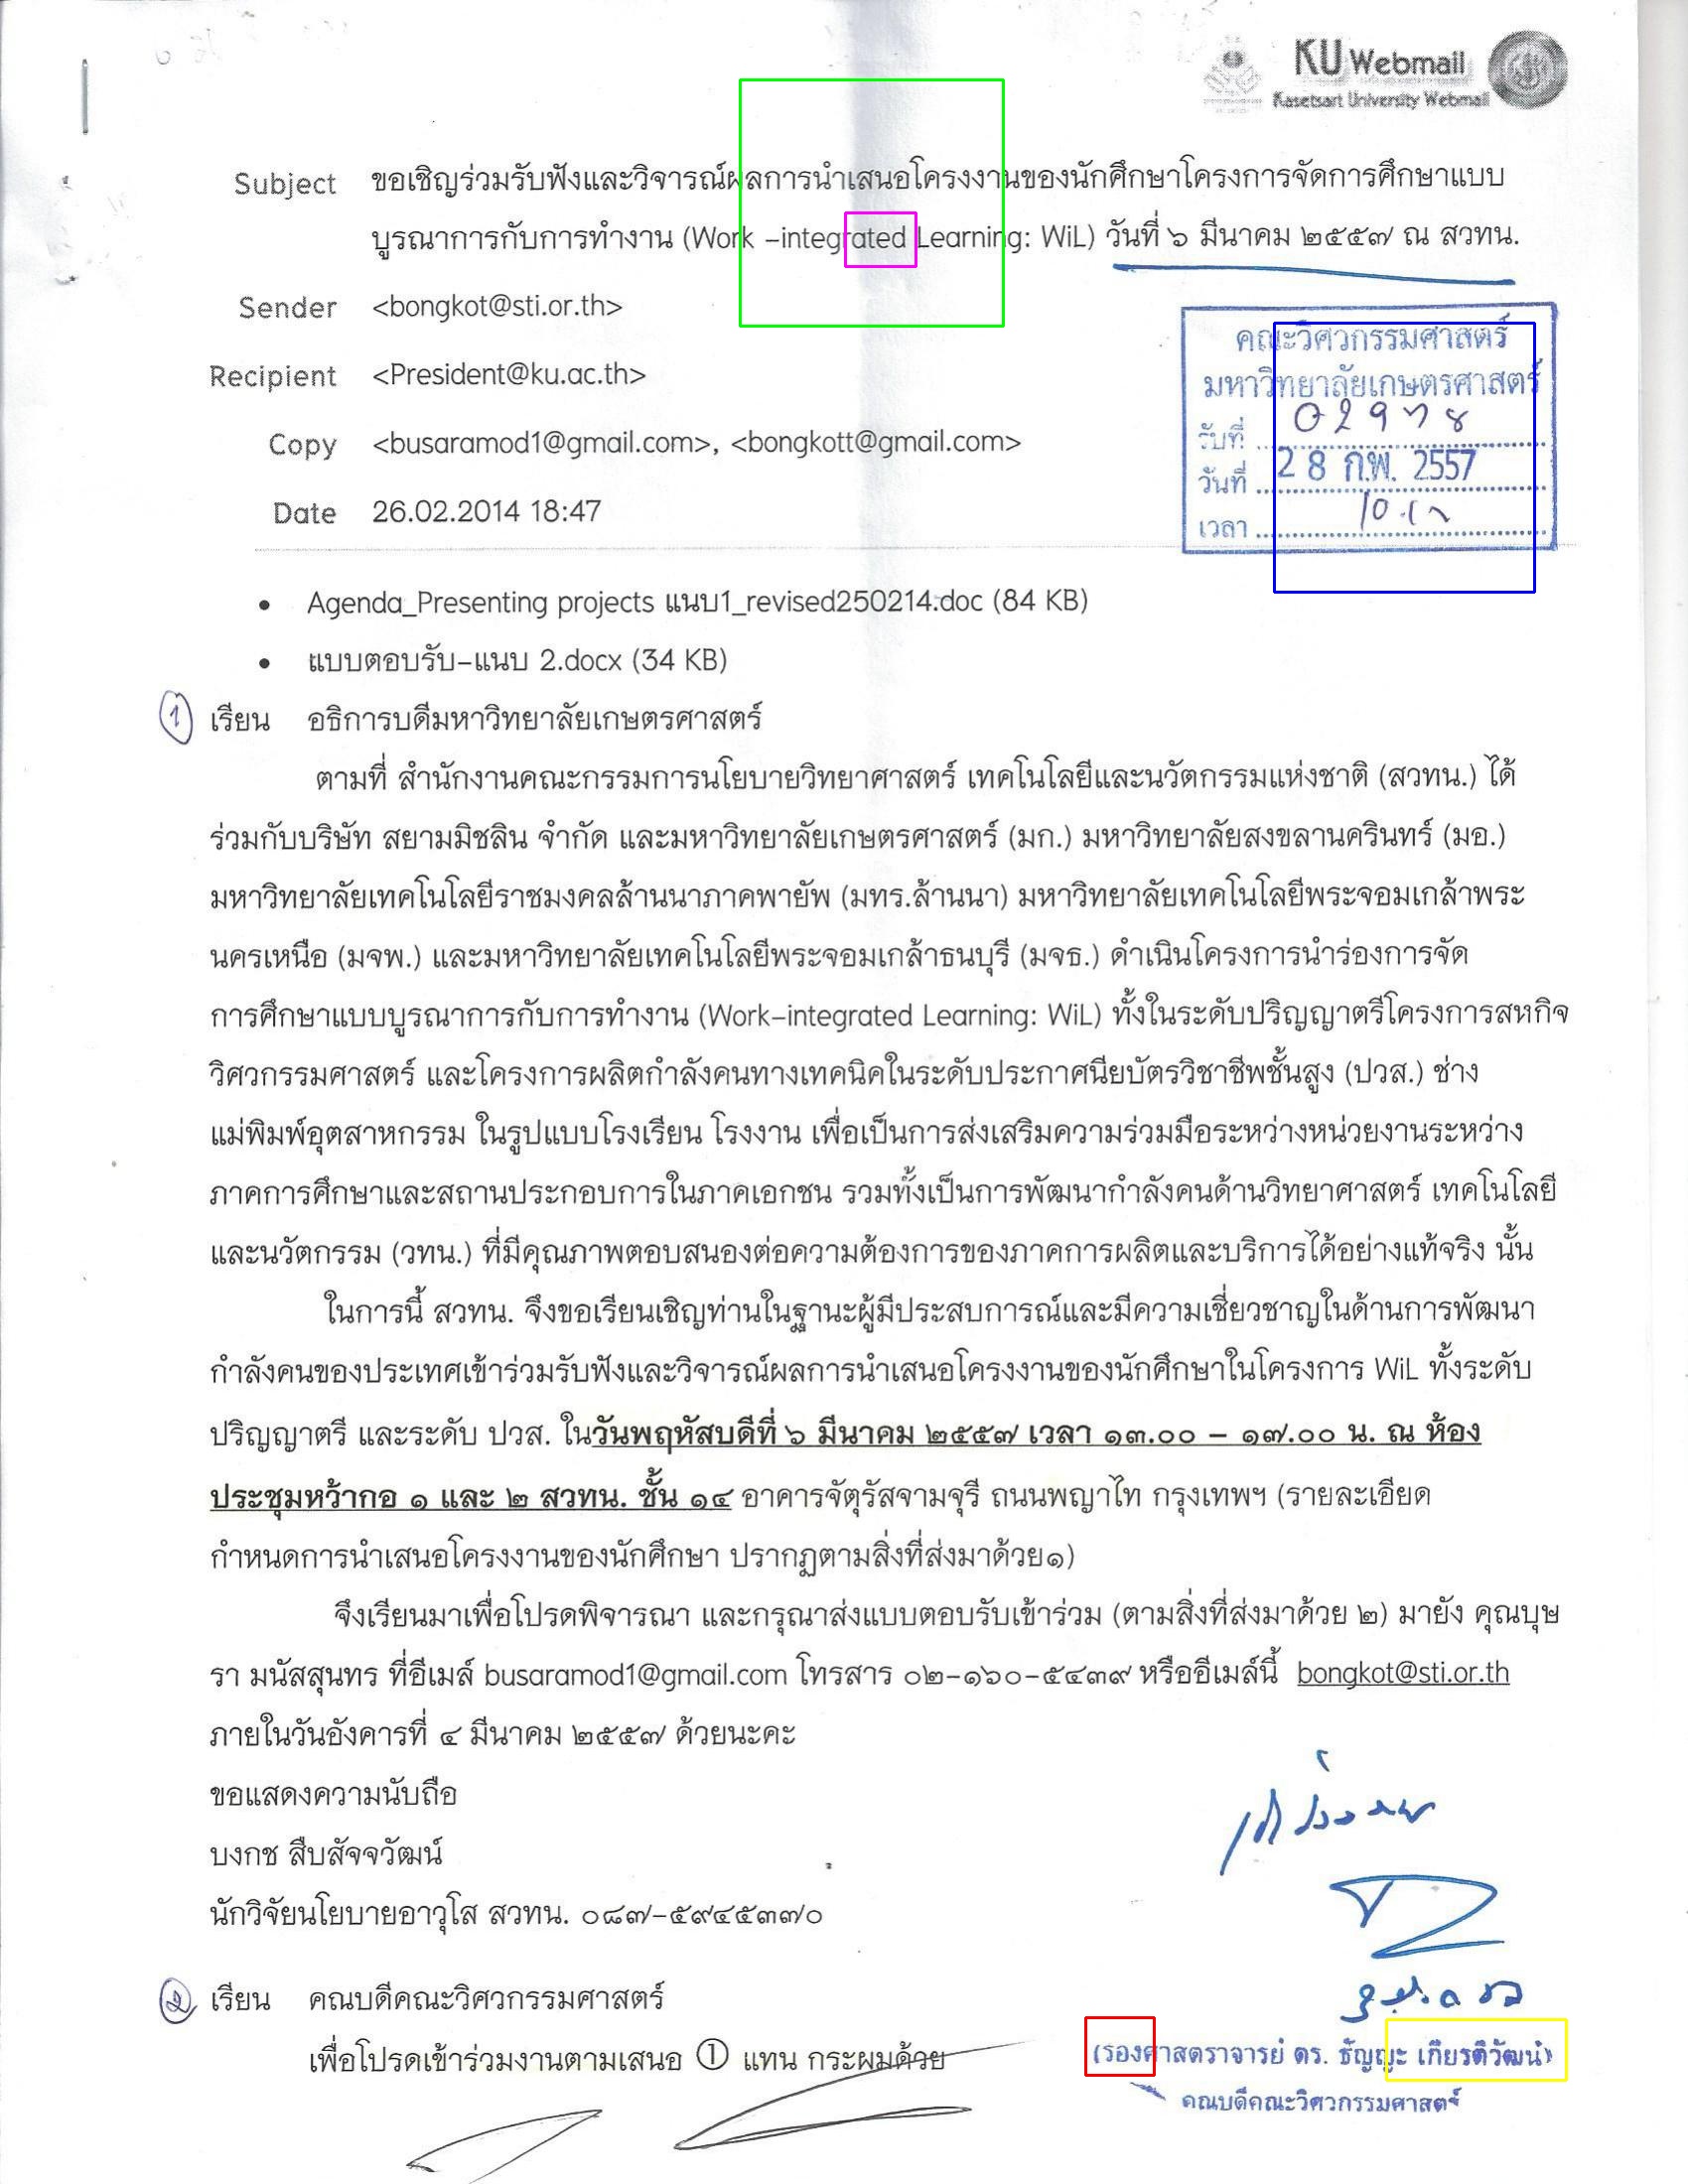 KU Webmail
Kasetsart University Webmail
Subject ขอเชิญร่วมรับฟังและวิจารณ์ผลการนำเสนอโครงงานของนักศึกษาโครงการจัดการศึกษาแบบ
บูรณาการกับการทำงาน (Work -integrated Learning: WiL) วันที่ ๖ มีนาคม ๒๕๕๗ ณ สวทน.
Sender <bongkot@sti.or.th>
Recipient <President@ku.ac.th>
Copy <busaramod1@gmail.com>, <bongkott@gmail.com>
Date 26.02.2014 18:47
คณะวิศวกรรมศาสตร์
มหาวิทยาลัยเกษตรศาสตร์
รับที่
วันที่ 28 ก.พ. 2557
เวลา
• Agenda_Presenting projects แนบ1_revised250214.doc (84 KB)
• แบบตอบรับ-แนบ 2.docx (34 KB)
① เรียน อธิการบดีมหาวิทยาลัยเกษตรศาสตร์
ตามที่ สำนักงานคณะกรรมการนโยบายวิทยาศาสตร์ เทคโนโลยีและนวัตกรรมแห่งชาติ (สวทน.) ได้
ร่วมกับบริษัท สยามมิชลิน จำกัด และมหาวิทยาลัยเกษตรศาสตร์ (มก.) มหาวิทยาลัยสงขลานครินทร์ (มอ.)
มหาวิทยาลัยเทคโนโลยีราชมงคลล้านนาภาคพายัพ (มทร.ล้านนา) มหาวิทยาลัยเทคโนโลยีพระจอมเกล้าพระ
นครเหนือ (มจพ.) และมหาวิทยาลัยเทคโนโลยีพระจอมเกล้าธนบุรี (มจธ.) ดำเนินโครงการนำร่องการจัด
การศึกษาแบบบูรณาการกับการทำงาน (Work-integrated Learning: WiL) ทั้งในระดับปริญญาตรีโครงการสหกิจ
วิศวกรรมศาสตร์ และโครงการผลิตกำลังคนทางเทคนิคในระดับประกาศนียบัตรวิชาชีพชั้นสูง (ปวส.) ช่าง
แม่พิมพ์อุตสาหกรรม ในรูปแบบโรงเรียน โรงงาน เพื่อเป็นการส่งเสริมความร่วมมือระหว่างหน่วยงานระหว่าง
ภาคการศึกษาและสถานประกอบการในภาคเอกชน รวมทั้งเป็นการพัฒนากำลังคนด้านวิทยาศาสตร์ เทคโนโลยี
และนวัตกรรม (วทน.) ที่มีคุณภาพตอบสนองต่อความต้องการของภาคการผลิตและบริการได้อย่างแท้จริง นั้น
ในการนี้ สวทน. จึงขอเรียนเชิญท่านในฐานะผู้มีประสบการณ์และมีความเชี่ยวชาญในด้านการพัฒนา
กำลังคนของประเทศเข้าร่วมรับฟังและวิจารณ์ผลการนำเสนอโครงงานของนักศึกษาในโครงการ WiL ทั้งระดับ
ปริญญาตรี และระดับ ปวส. ในวันพฤหัสบดีที่ ๖ มีนาคม ๒๕๕๗ เวลา ๑๓.๐๐ – ๑๗.๐๐ น. ณ ห้อง
ประชุมหว้ากอ ๑ และ ๒ สวทน. ชั้น ๑๔ อาคารจัตุรัสจามจุรี ถนนพญาไท กรุงเทพฯ (รายละเอียด
กำหนดการนำเสนอโครงงานของนักศึกษา ปรากฏตามสิ่งที่ส่งมาด้วย๑)
จึงเรียนมาเพื่อโปรดพิจารณา และกรุณาส่งแบบตอบรับเข้าร่วม (ตามสิ่งที่ส่งมาด้วย ๒) มายัง คุณบุษ
รา มนัสสุนทร ที่อีเมล์ busaramod1@gmail.com โทรสาร ๐๒-๑๖๐-๕๔๓๙ หรืออีเมล์นี้ bongkot@sti.or.th
ภายในวันอังคารที่ ๔ มีนาคม ๒๕๕๗ ด้วยนะคะ
ขอแสดงความนับถือ
บงกช สืบสัจจวัฒน์
นักวิจัยนโยบายอาวุโส สวทน. ๐๘๗-๕๙๔๕๓๗๐
② เรียน คณบดีคณะวิศวกรรมศาสตร์
เพื่อโปรดเข้าร่วมงานตามเสนอ ① แทน กระผมด้วย
(รองศาสตราจารย์ ดร. ธัญญะ เกียรติวัฒน์)
คณบดีคณะวิศวกรรมศาสตร์